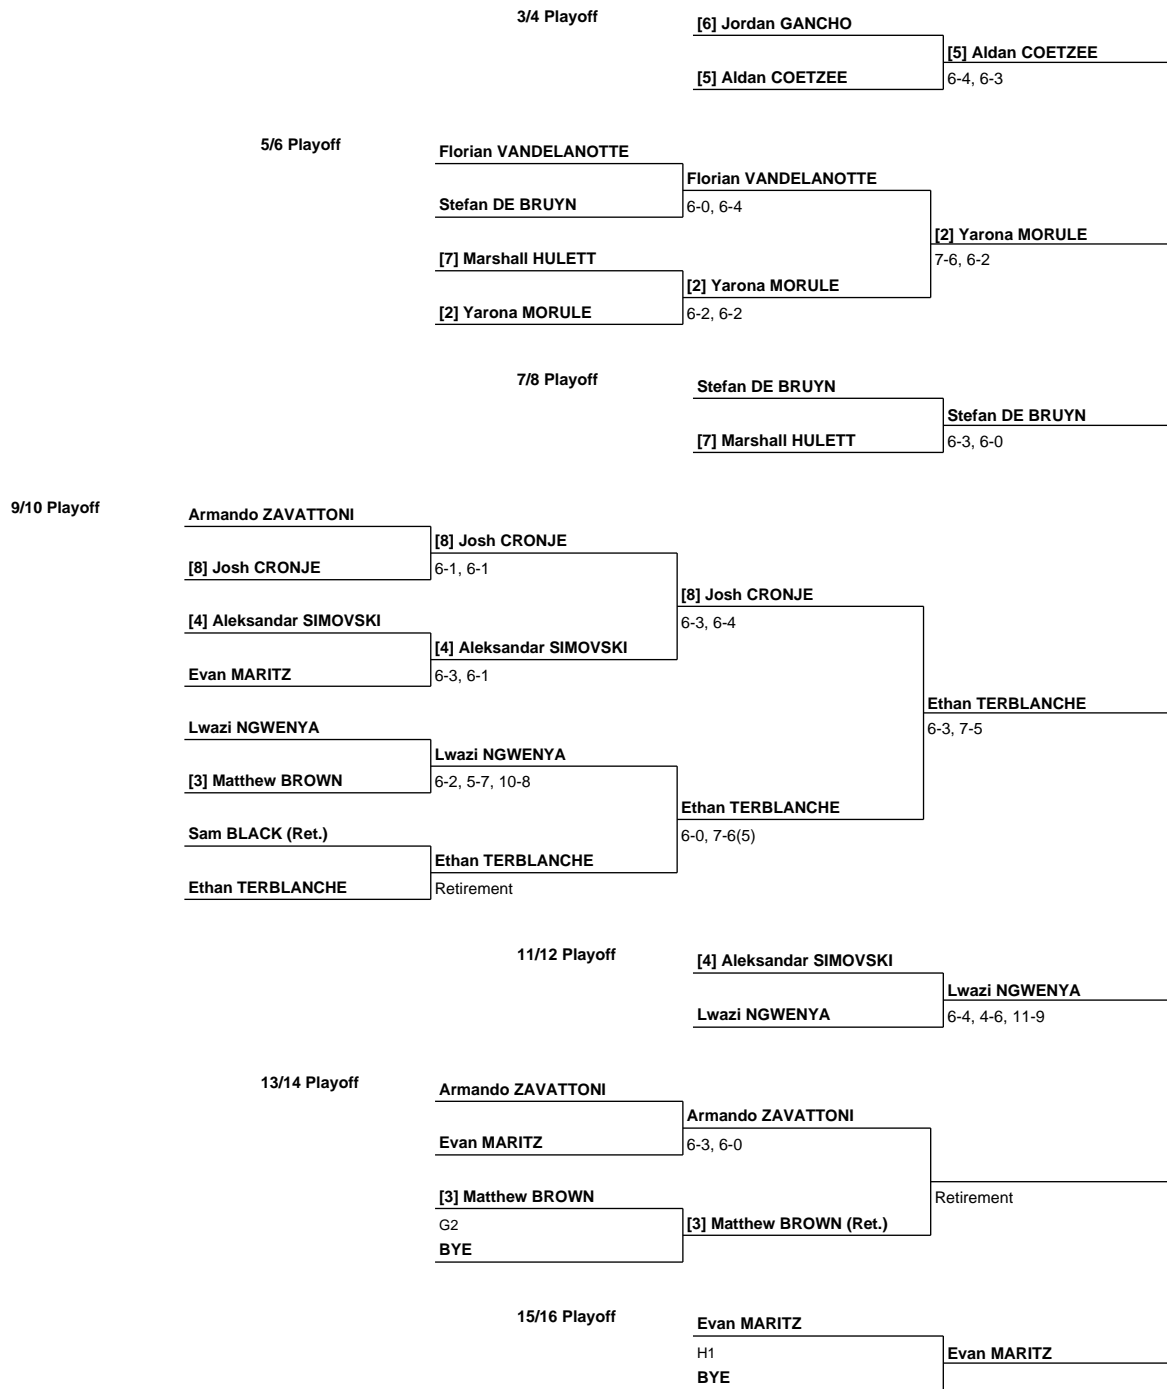 3/4 Playoff
[6] Jordan GANCHO
[5] Aldan COETZEE
[5] Aldan COETZEE
6-4, 6-3
5/6 Playoff
Florian VANDELANOTTE
Florian VANDELANOTTE
Stefan DE BRUYN
6-0, 6-4
[2] Yarona MORULE
[7] Marshall HULETT
7-6, 6-2
[2] Yarona MORULE
[2] Yarona MORULE
6-2, 6-2
7/8 Playoff
Stefan DE BRUYN
Stefan DE BRUYN
[7] Marshall HULETT
6-3, 6-0
9/10 Playoff
Armando ZAVATTONI
[8] Josh CRONJE
[8] Josh CRONJE
6-1, 6-1
[8] Josh CRONJE
[4] Aleksandar SIMOVSKI
6-3, 6-4
[4] Aleksandar SIMOVSKI
Evan MARITZ
6-3, 6-1
Ethan TERBLANCHE
Lwazi NGWENYA
6-3, 7-5
Lwazi NGWENYA
[3] Matthew BROWN
6-2, 5-7, 10-8
Ethan TERBLANCHE
Sam BLACK (Ret.)
6-0, 7-6(5)
Ethan TERBLANCHE
Ethan TERBLANCHE
Retirement
11/12 Playoff
[4] Aleksandar SIMOVSKI
Lwazi NGWENYA
Lwazi NGWENYA
6-4, 4-6, 11-9
13/14 Playoff
Armando ZAVATTONI
Armando ZAVATTONI
Evan MARITZ
6-3, 6-0
[3] Matthew BROWN
Retirement
G2
[3] Matthew BROWN (Ret.)
BYE
15/16 Playoff
Evan MARITZ
H1
Evan MARITZ
BYE